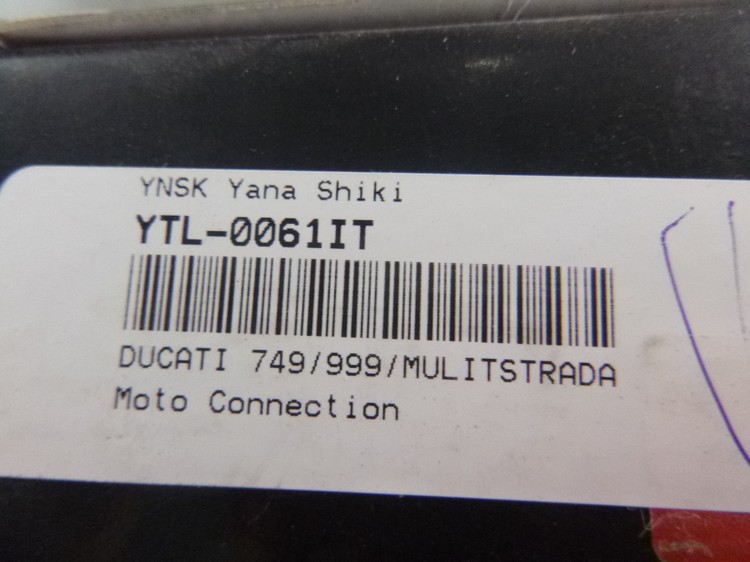 YNSK Yana Shiki
YTL-0061IT
DUCATI 749/999/MULITSTRADA
Moto Connection